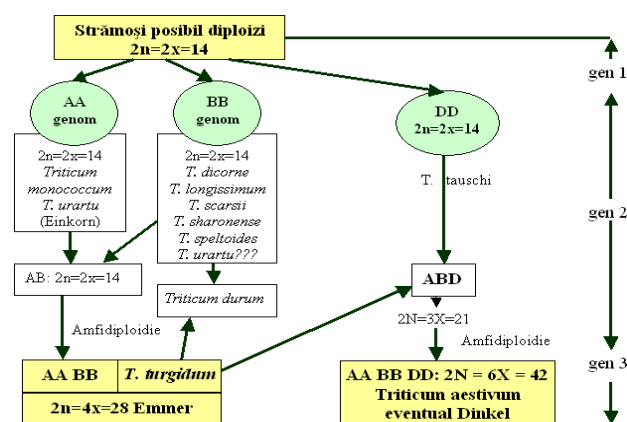 Strămoşi posibil diploizi
2n=2x=14
gen 1
AA
genom
BB
genom
DD
2n=2x=14
2n=2x=14
Triticum
monococcum
T. urartu
(Einkorn)
2n=2x=14
T. dicorne
T. longissimum
T. scarsii
T. sharonense
T. speltoides
T. urartu???
T. tauschi
gen 2
AB: 2n=2x=14
Triticum durum
ABD
2N=3X=21
Amfidiploidie
Amfidiploidie
gen 3
AA BB
T. turgidum
2n=4x=28 Emmer
AA BB DD: 2N = 6X = 42
Triticum aestivum
eventual Dinkel